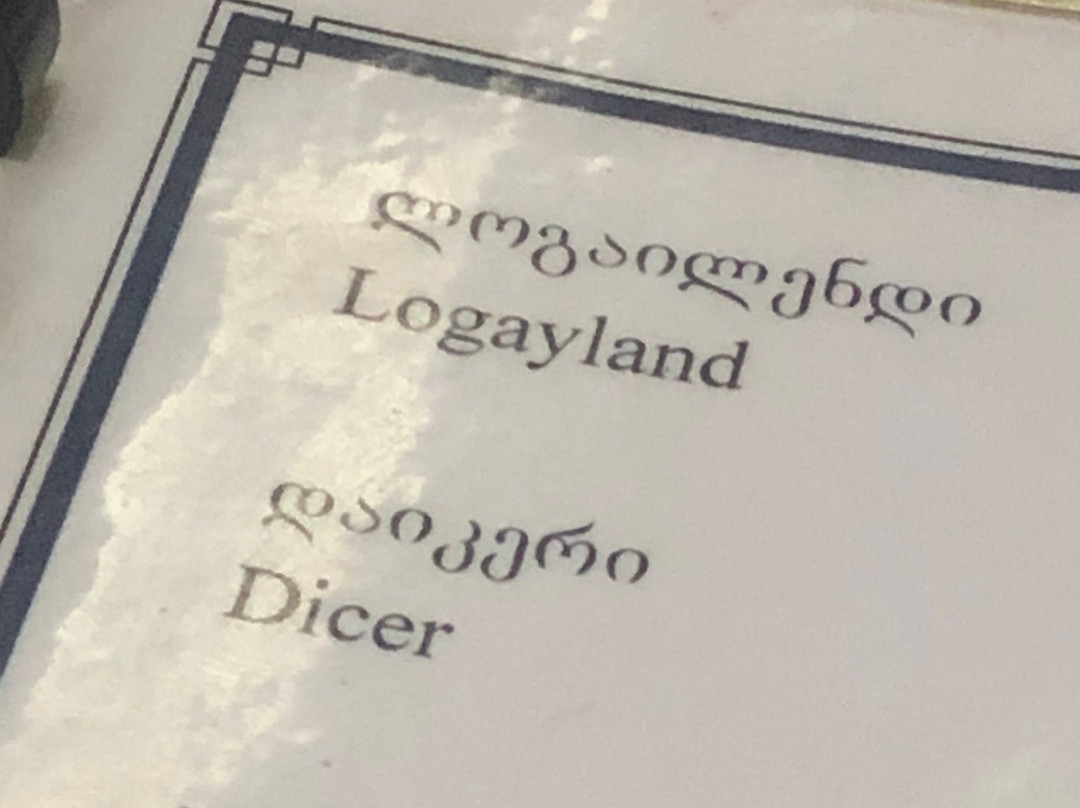 ლოგაილენდი
Logayland
დაიკერი
Dicer